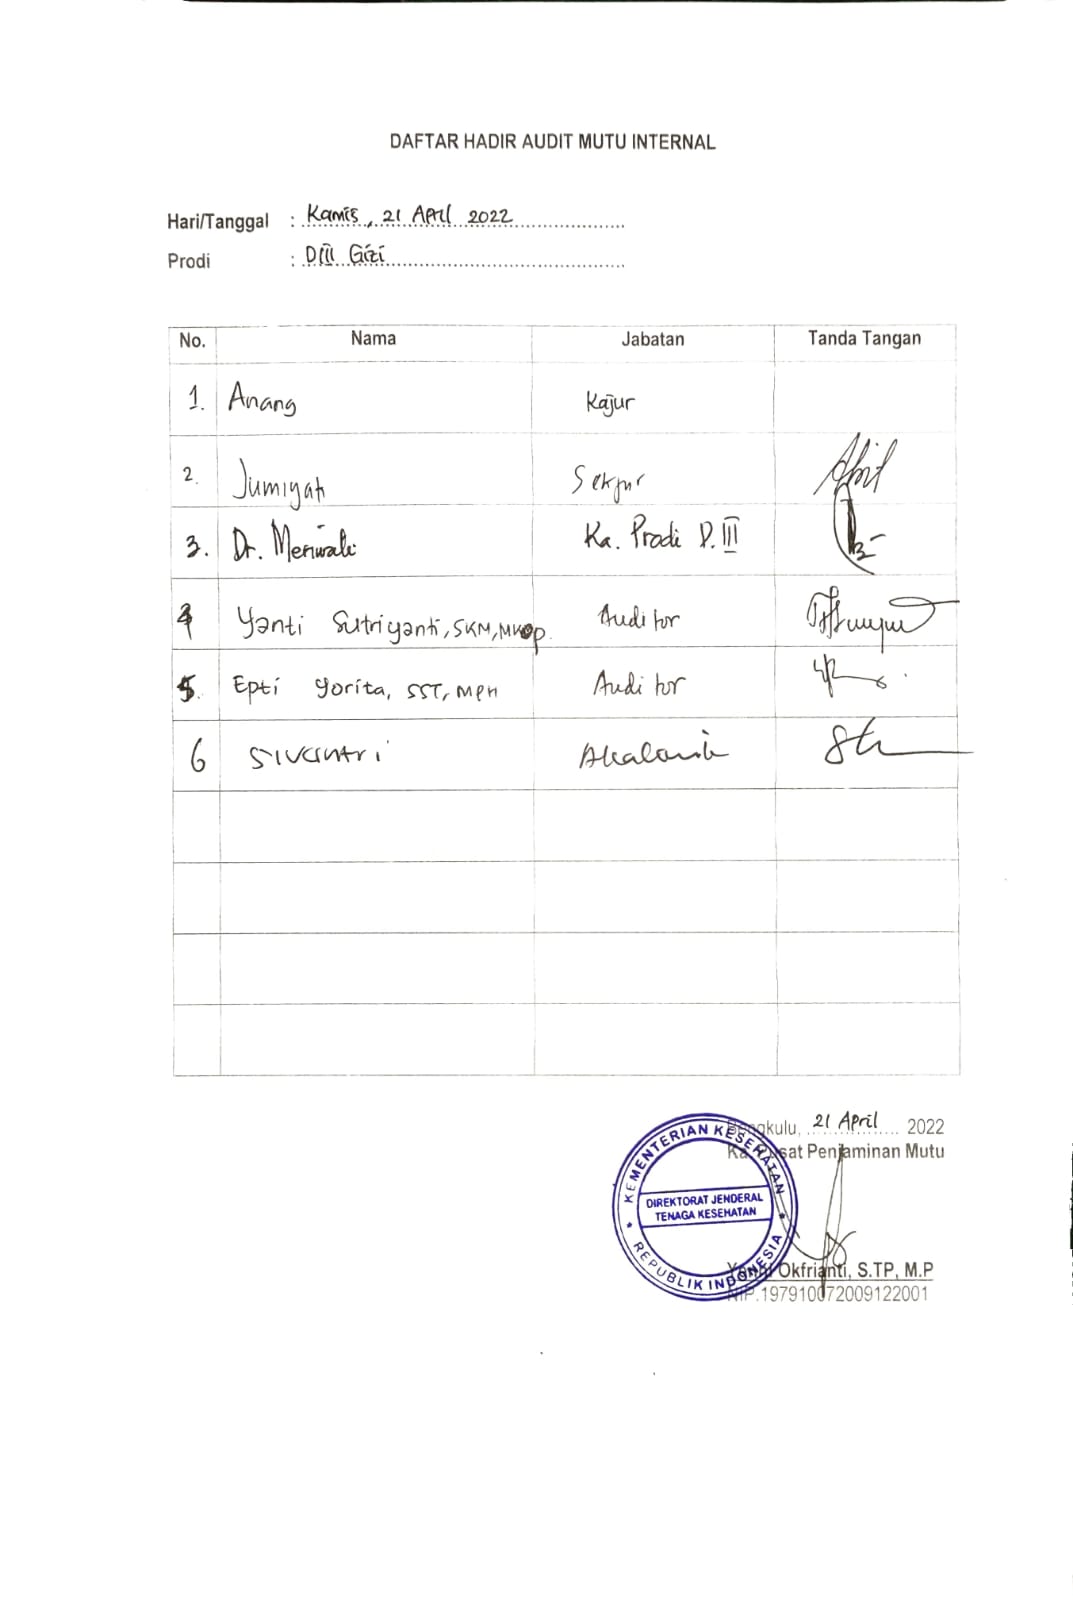 DAFTAR HADIR AUDIT MUTU INTERNAL
Hari/Tanggal : Kamis, 21 April 2022
Prodi : DIII Gizi
No. Nama Jabatan Tanda Tangan
1. Anang Kajur
2. Jumiyah Sekjur
3. Dr. Meriwati Ka. Prodi D.III
4 Yanti Sutriyanti, SKM, Auditor
5. Epti Yorita, SST, MPH Auditor
6 Akademik
Bengkulu, 21 April 2022
Ka Pusat Penjaminan Mutu
KEMENTERIAN KESEHATAN
DIREKTORAT JENDERAL
TENAGA KESEHATAN
REPUBLIK INDONESIA
Okfrianti, S.TP, M.P
NIP.197910072009122001